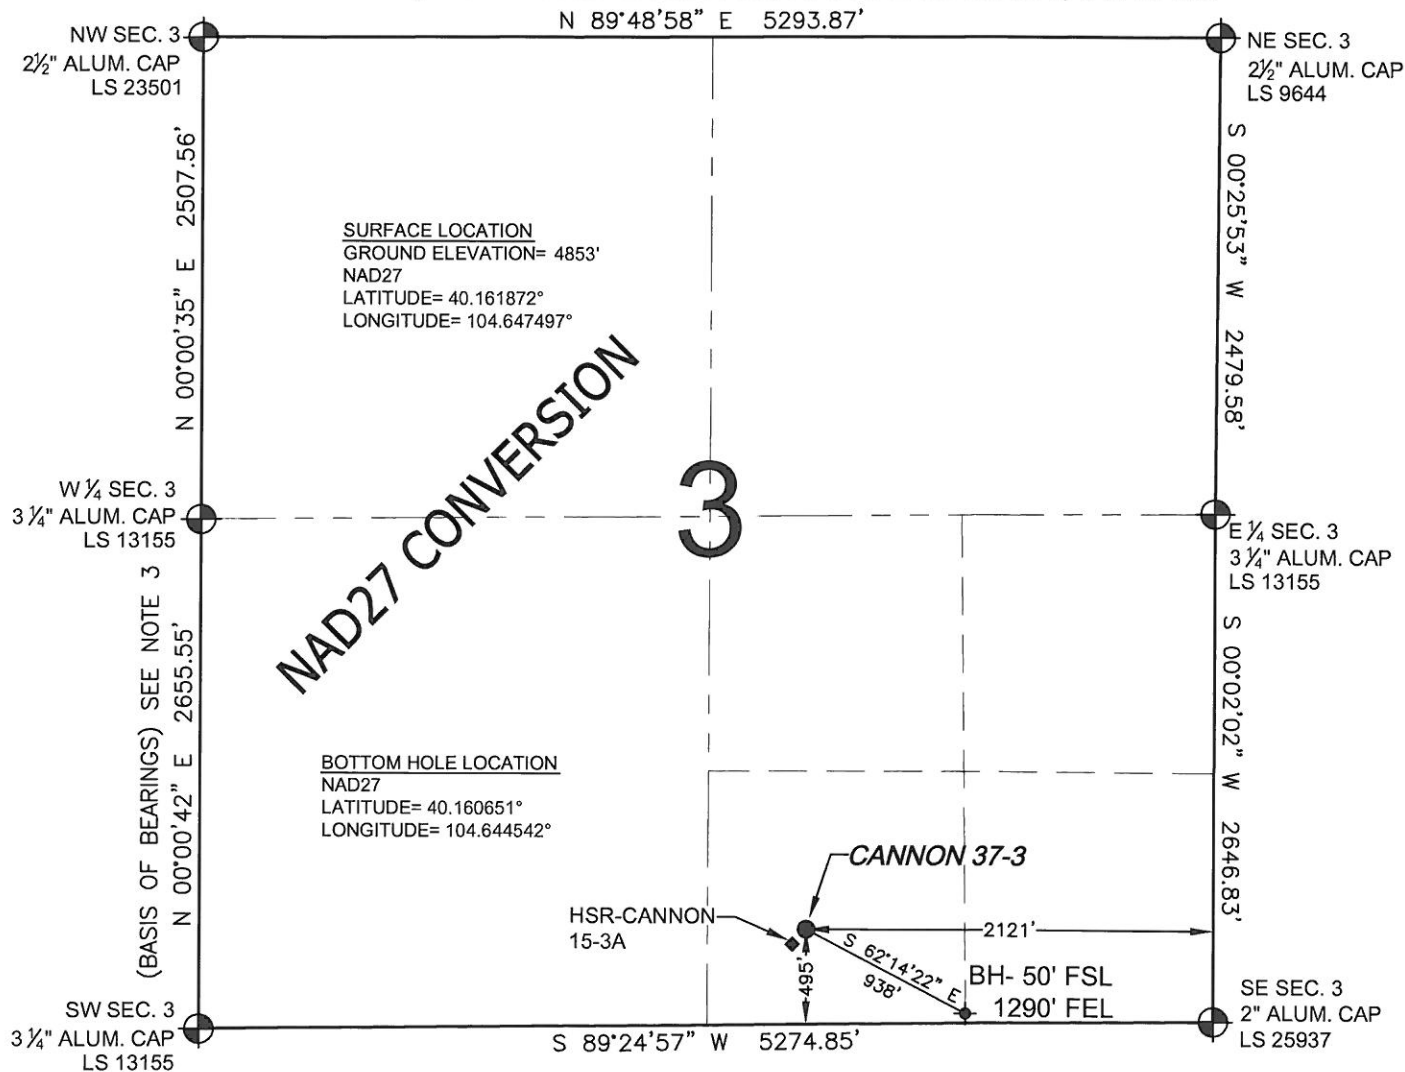 N 89°48'58" E 5293.87'
NW SEC. 3
2½" ALUM. CAP
LS 23501
NE SEC. 3
2½" ALUM. CAP
LS 9644
N 00°00'35" E 2507.56'
S 00°25'53" W 2479.58'
SURFACE LOCATION
GROUND ELEVATION= 4853'
NAD27
LATITUDE= 40.161872°
LONGITUDE= 104.647497°
NAD27 CONVERSION
3
W ¼ SEC. 3
3 ¼" ALUM. CAP
LS 13155
E ¼ SEC. 3
3 ¼" ALUM. CAP
LS 13155
(BASIS OF BEARINGS) SEE NOTE 3
N 00°00'42" E 2655.55'
S 00°02'02" W 2646.83'
BOTTOM HOLE LOCATION
NAD27
LATITUDE= 40.160651°
LONGITUDE= 104.644542°
CANNON 37-3
HSR-CANNON
15-3A
2121'
495'
S 62°14'22" E
938'
BH- 50' FSL
1290' FEL
SW SEC. 3
3 ¼" ALUM. CAP
LS 13155
SE SEC. 3
2" ALUM. CAP
LS 25937
S 89°24'57" W 5274.85'